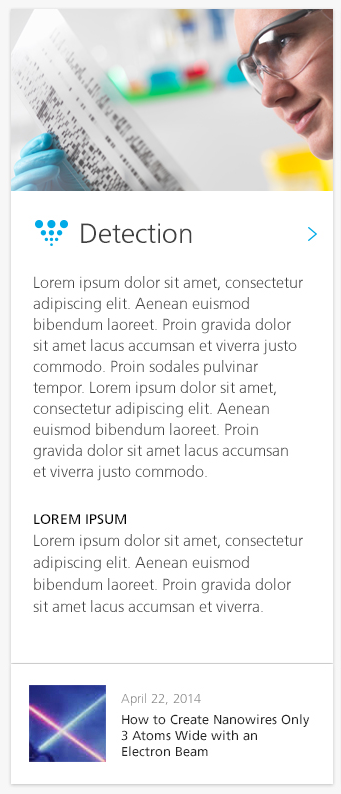 Detection
Lorem ipsum dolor sit amet, consectetur
adipiscing elit. Aenean euismod
bibendum laoreet. Proin gravida dolor
sit amet lacus accumsan et viverra justo
commodo. Proin sodales pulvinar
tempor. Lorem ipsum dolor sit amet,
consectetur adipiscing elit. Aenean
euismod bibendum laoreet. Proin
gravida dolor sit amet lacus accumsan
et viverra justo commodo.
LOREM IPSUM
Lorem ipsum dolor sit amet, consectetur
adipiscing elit. Aenean euismod
bibendum laoreet. Proin gravida dolor
sit amet lacus accumsan et viverra.
April 22, 2014
How to Create Nanowires Only
3 Atoms Wide with an
Electron Beam